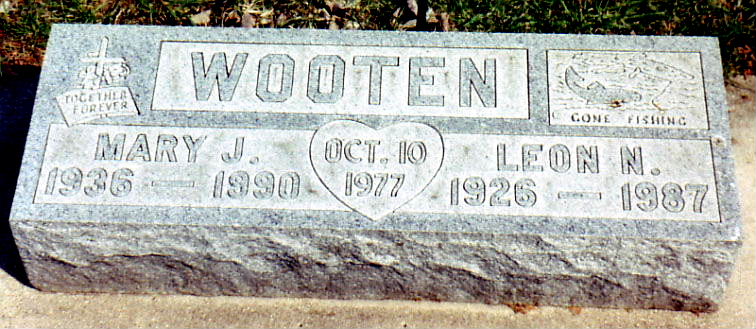 WOOTEN
TOGETHER
FOREVER
GONE FISHING
MARY J.
1936 — 1990
OCT. 10
1977
LEON N.
1926 — 1987